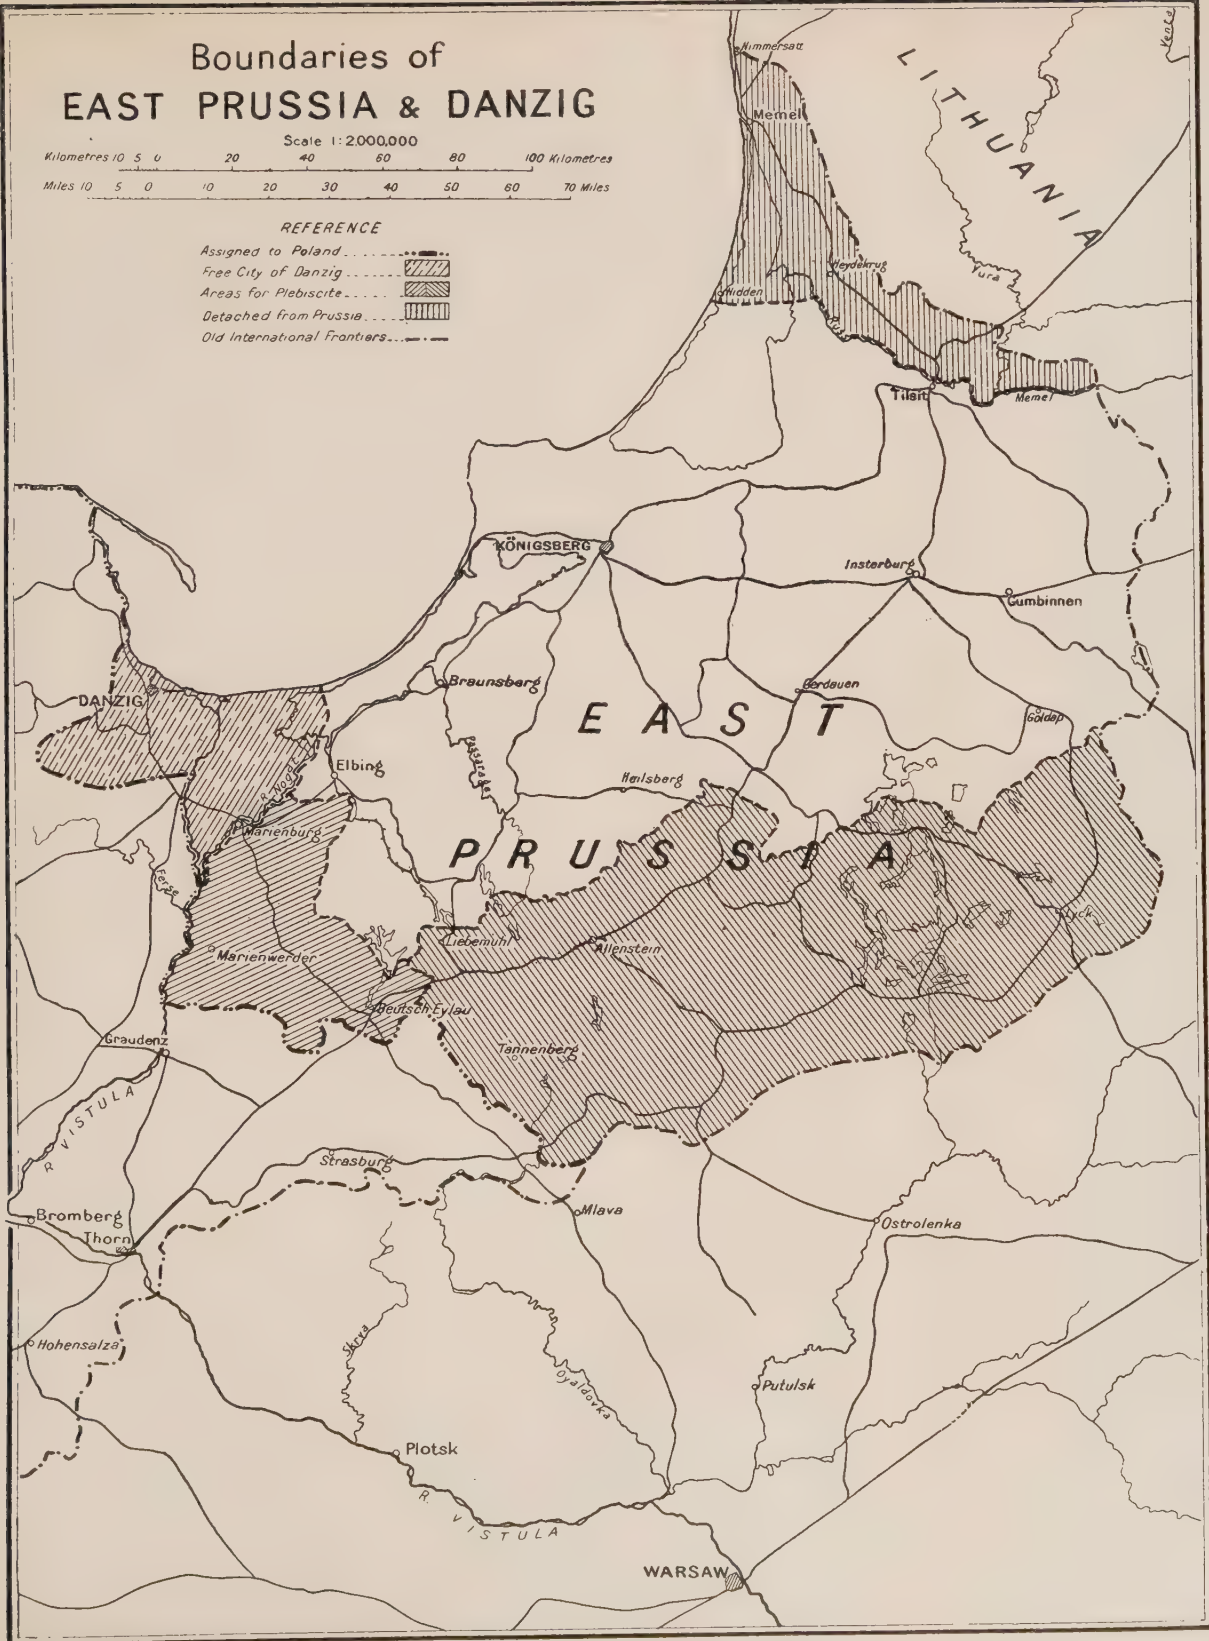 Boundaries of
EAST PRUSSIA & DANZIG
Scale 1:2,000,000
Kilometres 10 5 0 20 40 60 80 100 Kilometres
Miles 10 5 0 10 20 30 40 50 60 70 Miles
REFERENCE
Assigned to Poland
Free City of Danzig
Areas for Plebiscite
Detached from Prussia
Old International Frontiers
Nimmersatt
LITHUANIA
Memel
Heydekrug
Yura
Nidden
Tilsit
Memel
KÖNIGSBERG
Insterburg
Gumbinnen
DANZIG
Braunsberg
Gerdauen
Goldap
EAST
Elbing
R. Nogat
Heilsberg
Marienburg
PRUSSIA
Ferse
Lyck
Liebemühl
Allenstein
Marienwerder
Deutsch Eylau
Graudenz
Tannenberg
R. VISTULA
Strasburg
Bromberg
Thorn
Mlava
Ostrolenka
Hohensalza
Skrva
Dyaldovka
Putulsk
Plotsk
R. VISTULA
WARSAW